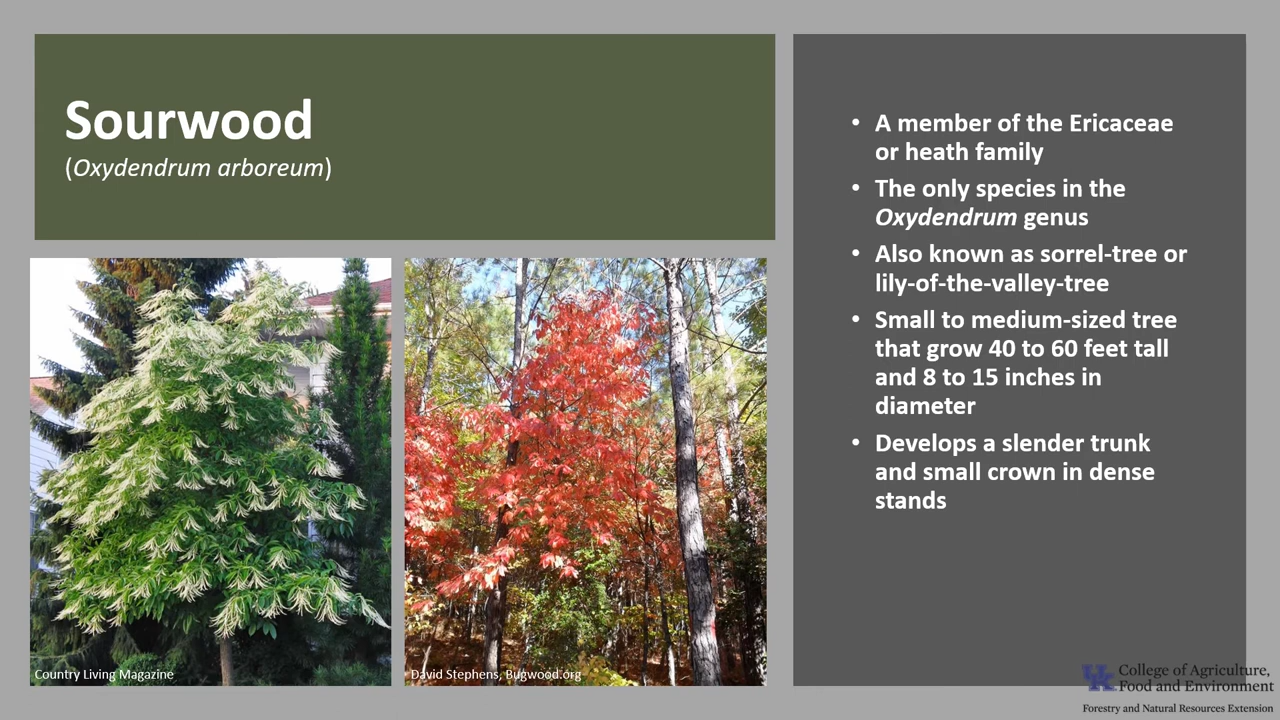 Sourwood
(Oxydendrum arboreum)
Country Living Magazine
David Stephens, Bugwood.org
• A member of the Ericaceae
or heath family
• The only species in the
Oxydendrum genus
• Also known as sorrel-tree or
lily-of-the-valley-tree
• Small to medium-sized tree
that grow 40 to 60 feet tall
and 8 to 15 inches in
diameter
• Develops a slender trunk
and small crown in dense
stands
UK College of Agriculture,
Food and Environment
Forestry and Natural Resources Extension